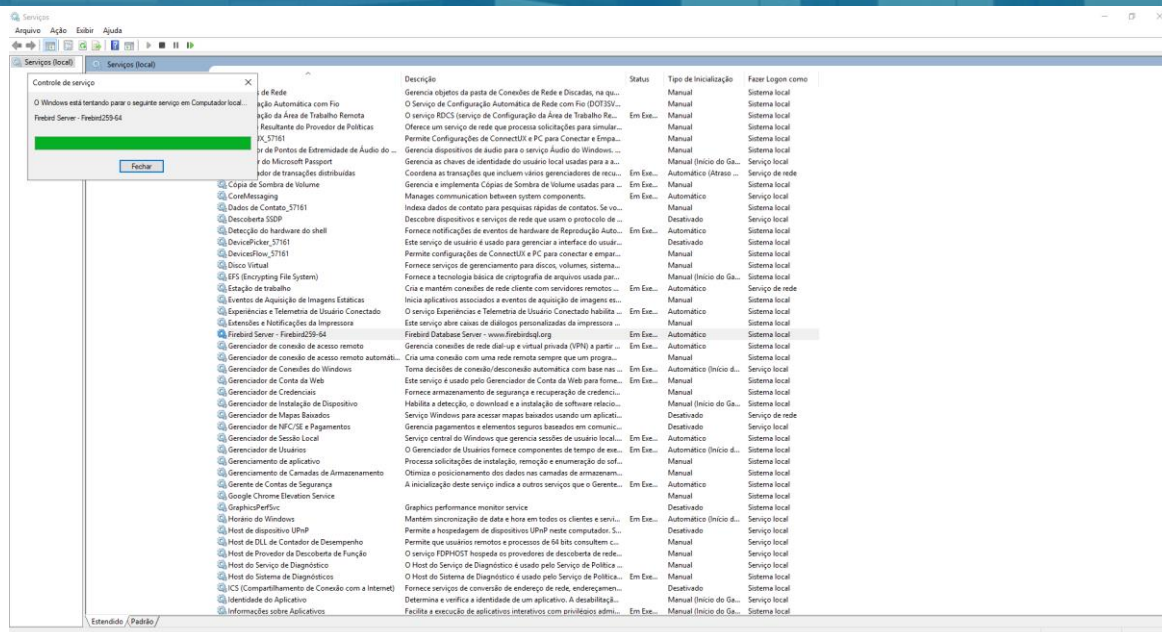 Serviços
Arquivo Ação Exibir Ajuda
Serviços (local) Serviços (local)
Controle de serviço
O Windows está tentando parar o seguinte serviço em Computador local...
Firebird Server - Firebird259-64
Fechar
Descrição Status Tipo de Inicialização Fazer Logon como
s de Rede Gerencia objetos da pasta de Conexões de Rede e Discadas, na qu... Manual Sistema local
ação Automática com Fio O Serviço de Configuração Automática de Rede com Fio (DOT3SV... Manual Sistema local
ação da Área de Trabalho Remota O serviço RDCS (serviço de Configuração da Área de Trabalho Re... Em Exe... Manual Sistema local
Resultante do Provedor de Políticas Oferece um serviço de rede que processa solicitações para simular... Manual Sistema local
UX_57161 Permite Configurações de ConnectUX e PC para Conectar e Empa... Manual Sistema local
or de Pontos de Extremidade de Áudio do ... Gerencia dispositivos de áudio para o serviço Áudio do Windows. ... Manual Sistema local
r do Microsoft Passport Gerencia as chaves de identidade do usuário local usadas para a a... Manual (Início do Ga... Serviço local
ador de transações distribuídas Coordena as transações que incluem vários gerenciadores de recu... Em Exe... Automático (Atraso ... Serviço de rede
Cópia de Sombra de Volume Gerencia e implementa Cópias de Sombra de Volume usadas para ... Em Exe... Manual Sistema local
CoreMessaging Manages communication between system components. Em Exe... Automático Serviço local
Dados de Contato_57161 Indexa dados de contato para pesquisas rápidas de contatos. Se vo... Manual Sistema local
Descoberta SSDP Descobre dispositivos e serviços de rede que usam o protocolo de ... Desativado Serviço local
Detecção do hardware do shell Fornece notificações de eventos de hardware de Reprodução Auto... Em Exe... Automático Sistema local
DevicePicker_57161 Este serviço de usuário é usado para gerenciar a interface do usuár... Desativado Sistema local
DevicesFlow_57161 Permite configurações de ConnectUX e PC para conectar e empar... Manual Sistema local
Disco Virtual Fornece serviços de gerenciamento para discos, volumes, sistema... Manual Sistema local
EFS (Encrypting File System) Fornece a tecnologia básica de criptografia de arquivos usada par... Manual (Início do Ga... Sistema local
Estação de trabalho Cria e mantém conexões de rede cliente com servidores remotos ... Em Exe... Automático Serviço de rede
Eventos de Aquisição de Imagens Estáticas Inicia aplicativos associados a eventos de aquisição de imagens es... Manual Sistema local
Experiências e Telemetria de Usuário Conectado O serviço Experiências e Telemetria de Usuário Conectado habilita ... Em Exe... Automático Sistema local
Extensões e Notificações da Impressora Este serviço abre caixas de diálogos personalizadas da impressora ... Manual Sistema local
Firebird Server - Firebird259-64 Firebird Database Server - www.firebirdsql.org Em Exe... Automático Sistema local
Gerenciador de conexão de acesso remoto Gerencia conexões de rede dial-up e virtual privada (VPN) a partir ... Em Exe... Automático Sistema local
Gerenciador de conexão de acesso remoto automáti... Cria uma conexão com uma rede remota sempre que um progra... Manual Sistema local
Gerenciador de Conexões do Windows Toma decisões de conexão/desconexão automática com base nas ... Em Exe... Automático (Início d... Serviço local
Gerenciador de Conta da Web Este serviço é usado pelo Gerenciador de Conta da Web para forne... Em Exe... Manual Sistema local
Gerenciador de Credenciais Fornece armazenamento de segurança e recuperação de credenci... Manual Sistema local
Gerenciador de Instalação de Dispositivo Habilita a detecção, o download e a instalação de software relacio... Manual (Início do Ga... Sistema local
Gerenciador de Mapas Baixados Serviço Windows para acessar mapas baixados usando um aplicati... Desativado Serviço de rede
Gerenciador de NFC/SE e Pagamentos Gerencia pagamentos e elementos seguros baseados em comunic... Desativado Serviço local
Gerenciador de Sessão Local Serviço central do Windows que gerencia sessões de usuário local.... Em Exe... Automático Sistema local
Gerenciador de Usuários O Gerenciador de Usuários fornece componentes de tempo de exe... Em Exe... Automático (Início d... Sistema local
Gerenciamento de aplicativo Processa solicitações de instalação, remoção e enumeração do sof... Manual Sistema local
Gerenciamento de Camadas de Armazenamento Otimiza o posicionamento dos dados nas camadas de armazenam... Manual Sistema local
Gerente de Contas de Segurança A inicialização deste serviço indica a outros serviços que o Gerente... Em Exe... Automático Sistema local
Google Chrome Elevation Service Manual Sistema local
GraphicsPerfSvc Graphics performance monitor service Desativado Sistema local
Horário do Windows Mantém sincronização de data e hora em todos os clientes e servi... Em Exe... Automático (Início d... Serviço local
Host de dispositivo UPnP Permite a hospedagem de dispositivos UPnP neste computador. S... Desativado Serviço local
Host de DLL de Contador de Desempenho Permite que usuários remotos e processos de 64 bits consultem c... Manual Serviço local
Host de Provedor da Descoberta de Função O serviço FDPHOST hospeda os provedores de descoberta de rede... Manual Serviço local
Host do Serviço de Diagnóstico O Host do Serviço de Diagnóstico é usado pelo Serviço de Política ... Manual Serviço local
Host do Sistema de Diagnósticos O Host do Sistema de Diagnóstico é usado pelo Serviço de Política... Em Exe... Manual Sistema local
ICS (Compartilhamento de Conexão com a Internet) Fornece serviços de conversão de endereço de rede, endereçamen... Desativado Sistema local
Identidade do Aplicativo Determina e verifica a identidade de um aplicativo. A desabilitaçã... Manual (Início do Ga... Serviço local
Informações sobre Aplicativos Facilita a execução de aplicativos interativos com privilégios admi... Em Exe... Manual (Início do Ga... Sistema local
Estendido Padrão